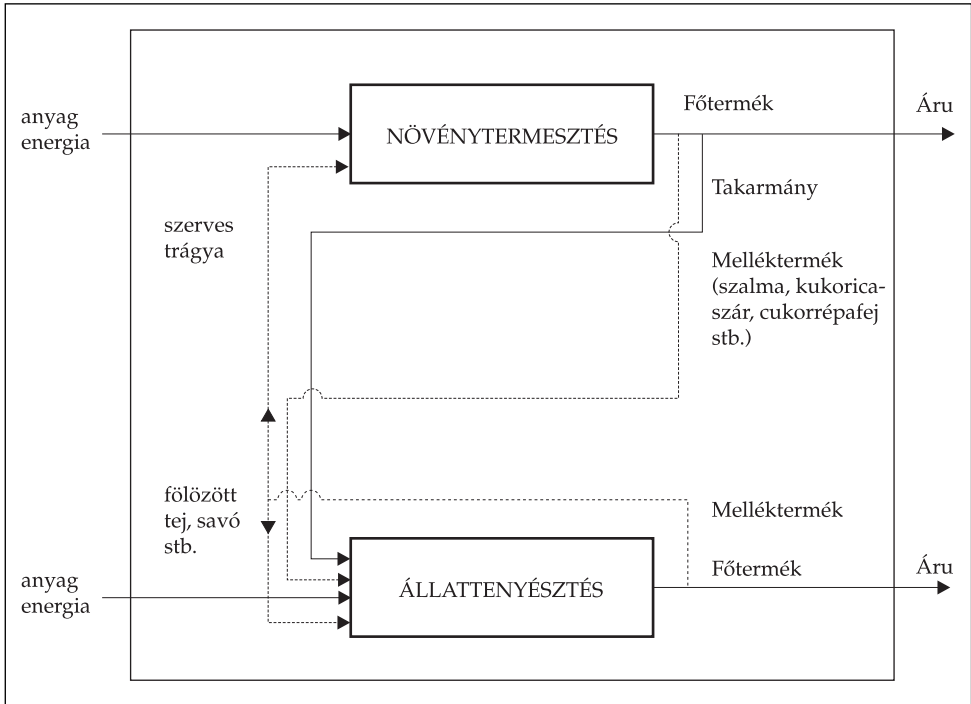 Főtermék
Áru
anyag
energia
NÖVÉNYTERMESZTÉS
Takarmány
szerves
trágya
Melléktermék
(szalma, kukorica-
szár, cukorrépafej
stb.)
fölözött
tej, savó
stb.
Melléktermék
Főtermék
Áru
anyag
energia
ÁLLATTENYÉSZTÉS